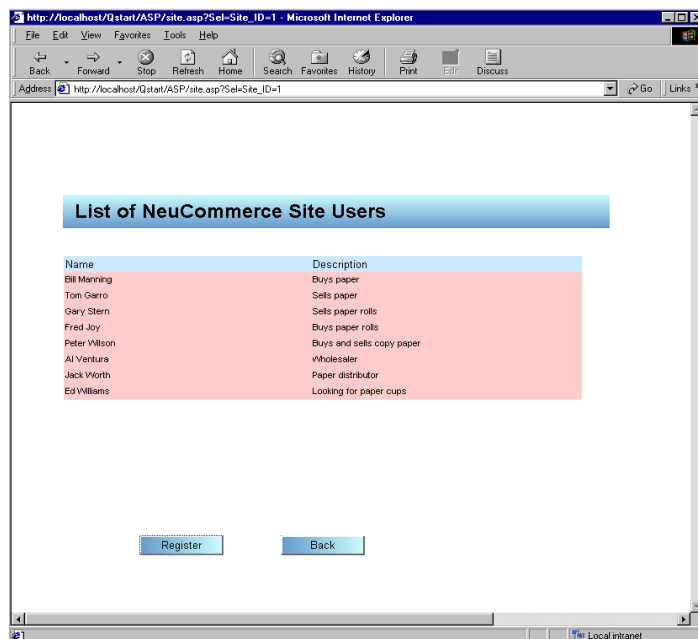 http://localhost/Qstart/ASP/site.asp?Sel=Site_ID=1 - Microsoft Internet Explorer
File Edit View Favorites Tools Help
Back Forward Stop Refresh Home Search Favorites History Print Edit Discuss
Address http://localhost/Qstart/ASP/site.asp?Sel=Site_ID=1 Go Links
List of NeuCommerce Site Users
Name Description
Bill Manning Buys paper
Tom Garro Sells paper
Gary Stern Sells paper rolls
Fred Joy Buys paper rolls
Peter Wilson Buys and sells copy paper
Al Ventura Wholesaler
Jack Worth Paper distributor
Ed Williams Looking for paper cups
Register Back
Local intranet